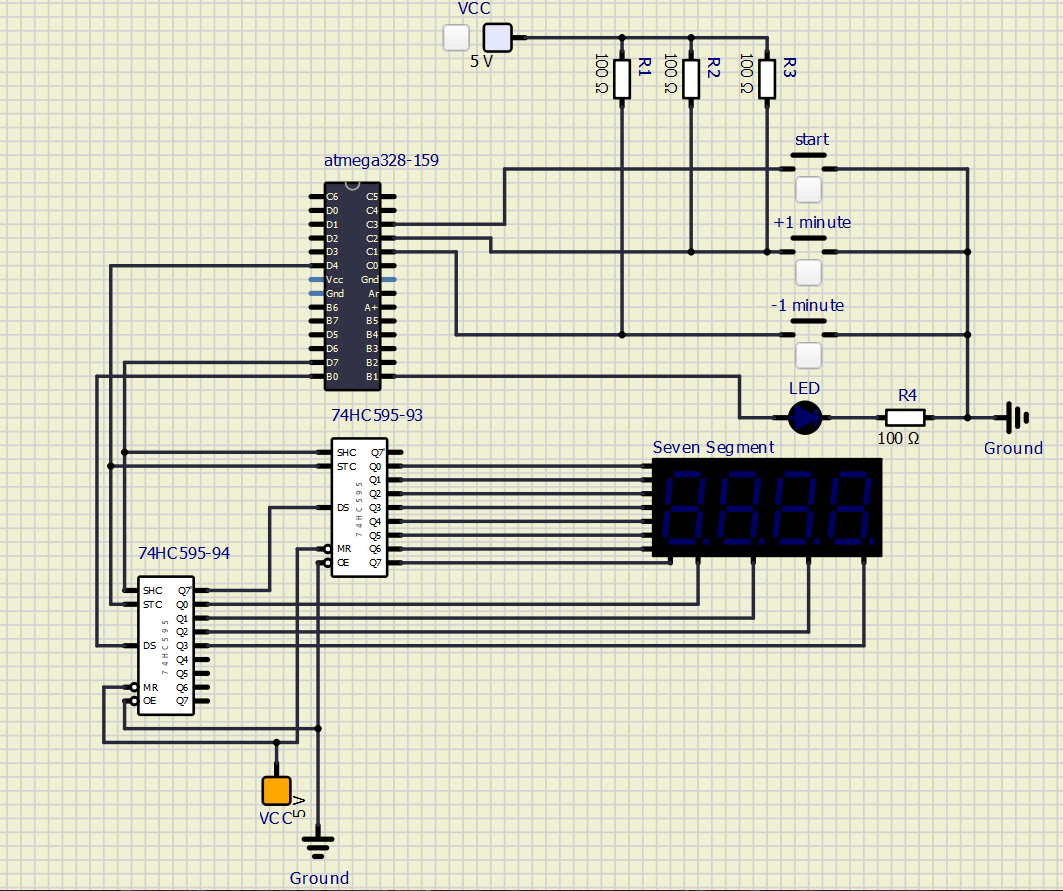 VCC
5 V
100 Ω
R1
100 Ω
R2
100 Ω
R3
start
atmega328-159
C6 C5
D0 C4
D1 C3
D2 C2
D3 C1
D4 C0
Vcc Gnd
Gnd Ar
B6 A+
B7 B5
D5 B4
D6 B3
D7 B2
B0 B1
+1 minute
-1 minute
LED
R4
100 Ω
Ground
74HC595-93
SHC Q7'
STC Q0
Q1
Q2
DS Q3
Q4
Q5
MR Q6
OE Q7
74HC595
Seven Segment
74HC595-94
SHC Q7'
STC Q0
Q1
Q2
DS Q3
Q4
Q5
MR Q6
OE Q7
74HC595
VCC
5 V
Ground